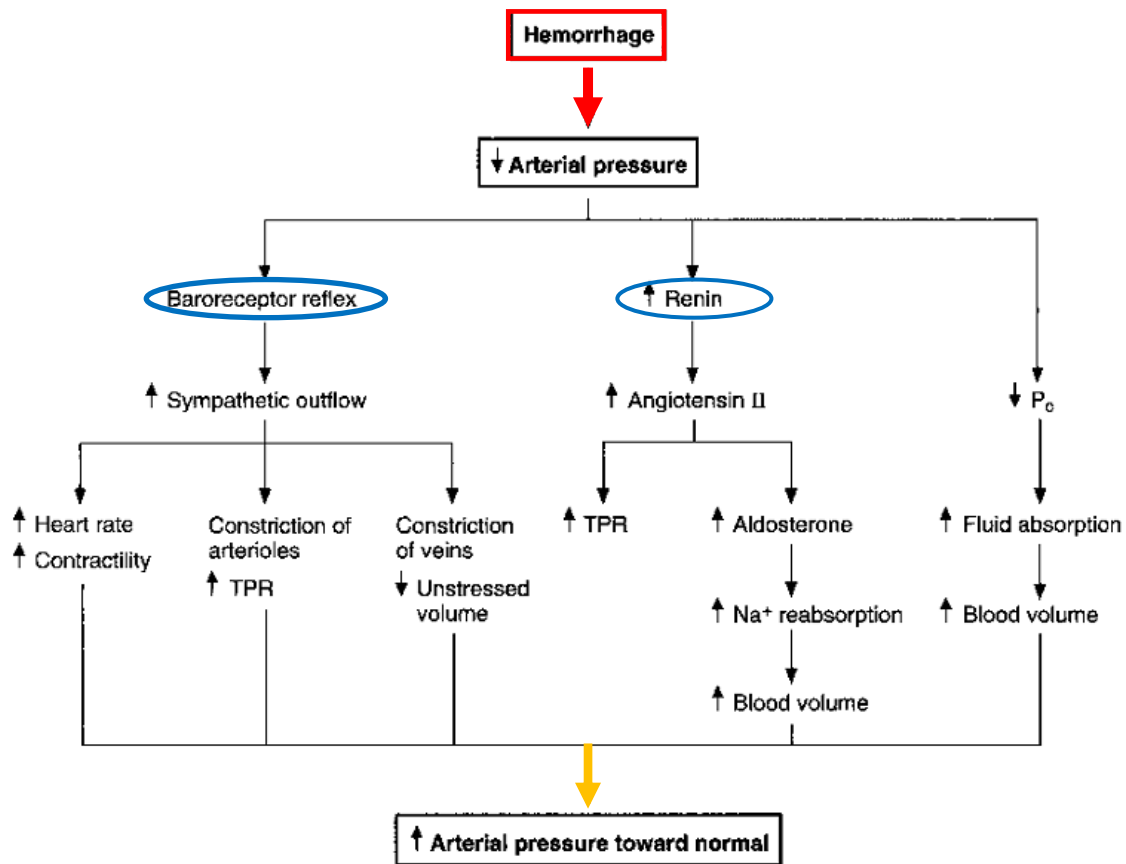 Hemorrhage
↓ Arterial pressure
Baroreceptor reflex
↑ Renin
↑ Sympathetic outflow
↑ Angiotensin II
↓ Pc
↑ Heart rate
↑ Contractility
Constriction of
arterioles
↑ TPR
Constriction
of veins
↓ Unstressed
volume
↑ TPR
↑ Aldosterone
↑ Fluid absorption
↑ Na⁺ reabsorption
↑ Blood volume
↑ Blood volume
↑ Arterial pressure toward normal